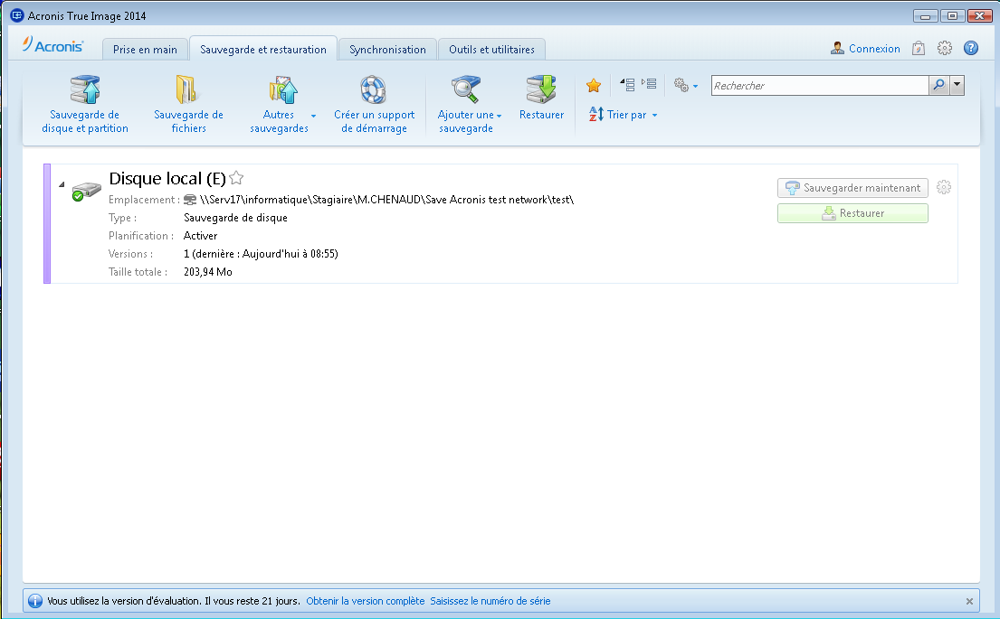 Acronis True Image 2014
Acronis
Prise en main
Sauvegarde et restauration
Synchronisation
Outils et utilitaires
Connexion
Sauvegarde de
disque et partition
Sauvegarde de
fichiers
Autres
sauvegardes
Créer un support
de démarrage
Ajouter une
sauvegarde
Restaurer
Rechercher
Trier par
Disque local (E)
Emplacement : \\Serv17\informatique\Stagiaire\M.CHENAUD\Save Acronis test network\test\
Type : Sauvegarde de disque
Planification : Activer
Versions : 1 (dernière : Aujourd'hui à 08:55)
Taille totale : 203,94 Mo
Sauvegarder maintenant
Restaurer
Vous utilisez la version d'évaluation. Il vous reste 21 jours. Obtenir la version complète Saisissez le numéro de série